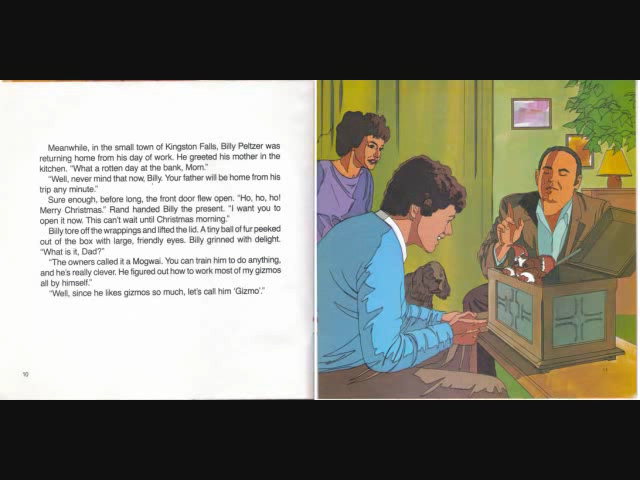 Meanwhile, in the small town of Kingston Falls, Billy Peltzer was
returning home from his day of work. He greeted his mother in the
kitchen. “What a rotten day at the bank, Mom.”
“Well, never mind that now, Billy. Your father will be home from his
trip any minute.”
Sure enough, before long, the front door flew open. “Ho, ho, ho!
Merry Christmas.” Rand handed Billy the present. “I want you to
open it now. This can’t wait until Christmas morning.”
Billy tore off the wrappings and lifted the lid. A tiny ball of fur peeked
out of the box with large, friendly eyes. Billy grinned with delight.
“What is it, Dad?”
“The owners called it a Mogwai. You can train him to do anything,
and he’s really clever. He figured out how to work most of my gizmos
all by himself.”
“Well, since he likes gizmos so much, let’s call him ‘Gizmo’.”
10
11